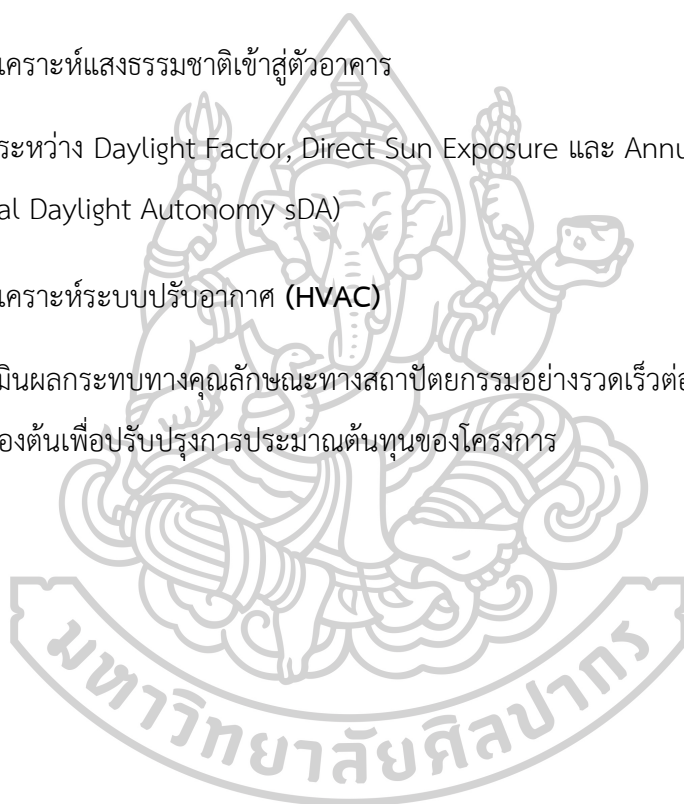 เคราะห์แสงธรรมชาติเข้าสู่ตัวอาคาร
ระหว่าง Daylight Factor, Direct Sun Exposure และ Annu
al Daylight Autonomy sDA)
เคราะห์ระบบปรับอากาศ (HVAC)
มินผลกระทบทางคุณลักษณะทางสถาปัตยกรรมอย่างรวดเร็วต่อ
องต้นเพื่อปรับปรุงการประมาณต้นทุนของโครงการ
มหาวิทยาลัยศิลปากร